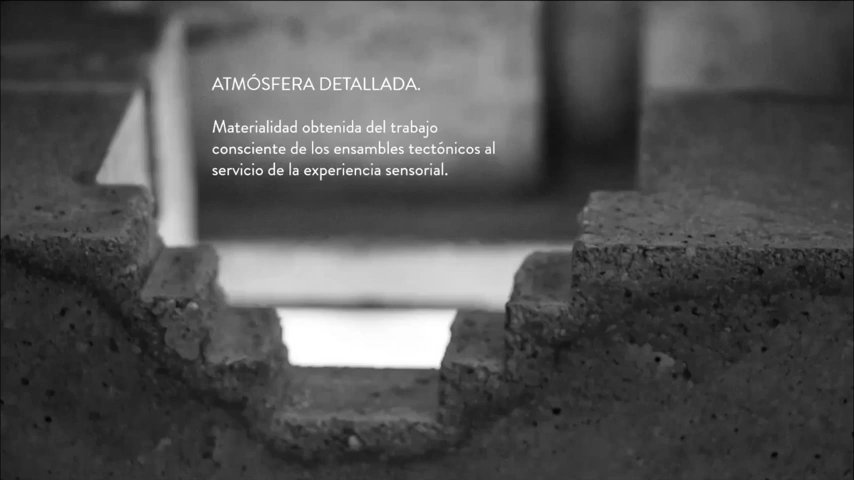 ATMÓSFERA DETALLADA.
Materialidad obtenida del trabajo
consciente de los ensambles tectónicos al
servicio de la experiencia sensorial.